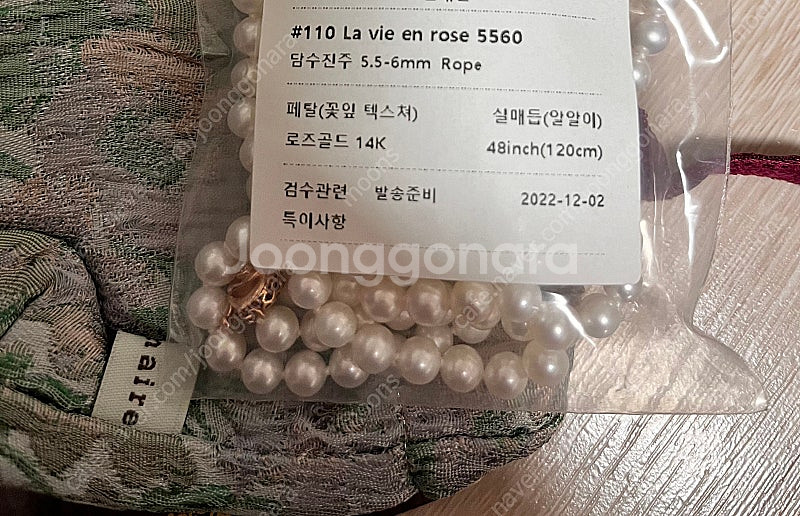 #110 La vie en rose 5560
담수진주 5.5-6mm Rope
페탈(꽃잎 텍스쳐) 실매듭(알알이)
로즈골드 14K 48inch(120cm)
검수관련 발송준비 2022-12-02
특이사항
Joonggonara
naire